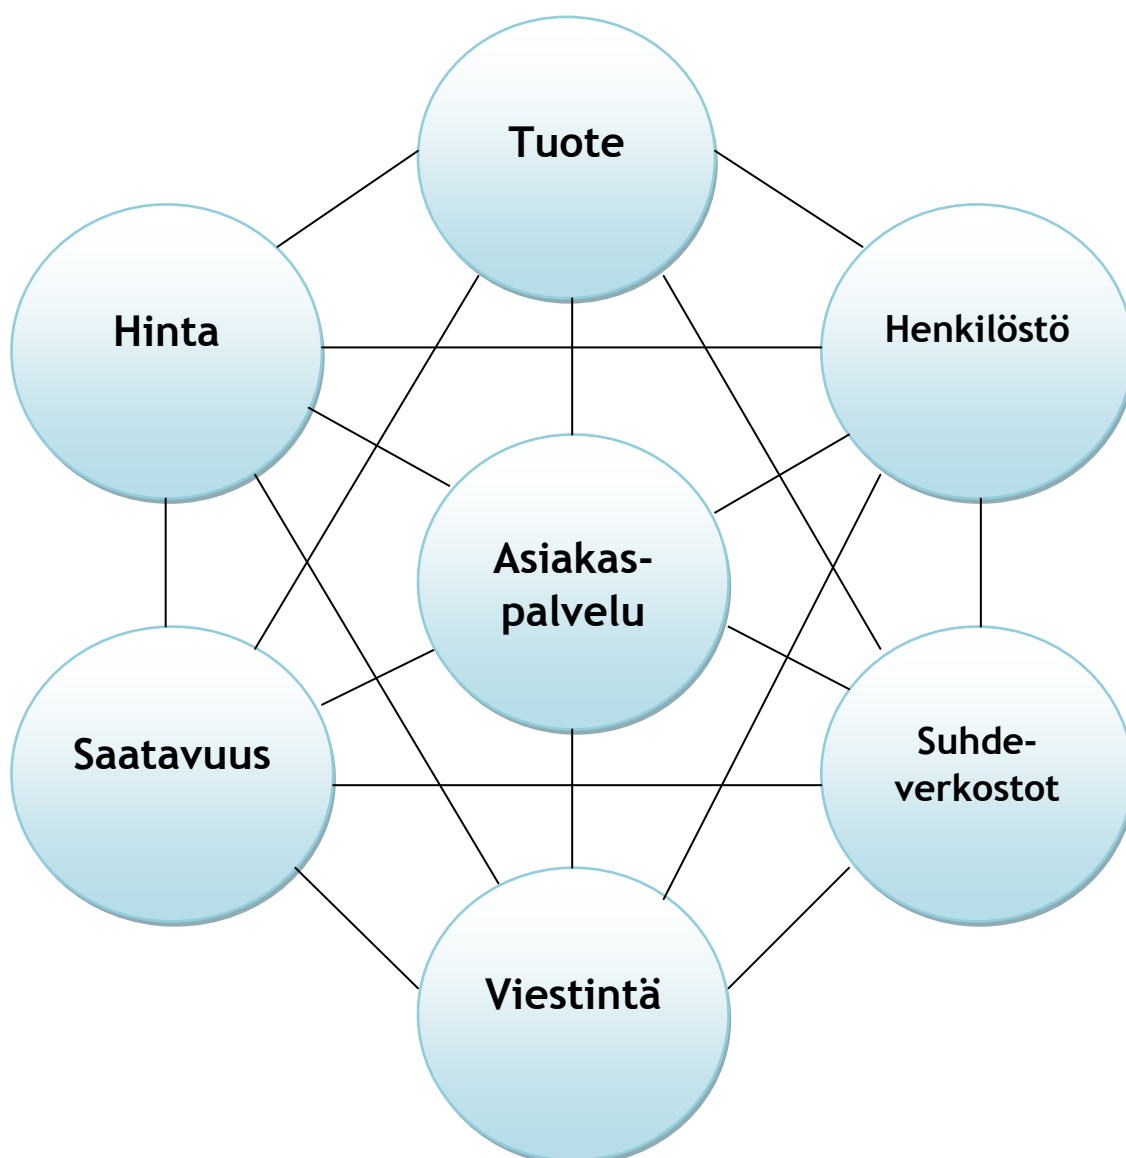 Tuote
Hinta
Henkilöstö
Asiakas-
palvelu
Saatavuus
Suhde-
verkostot
Viestintä